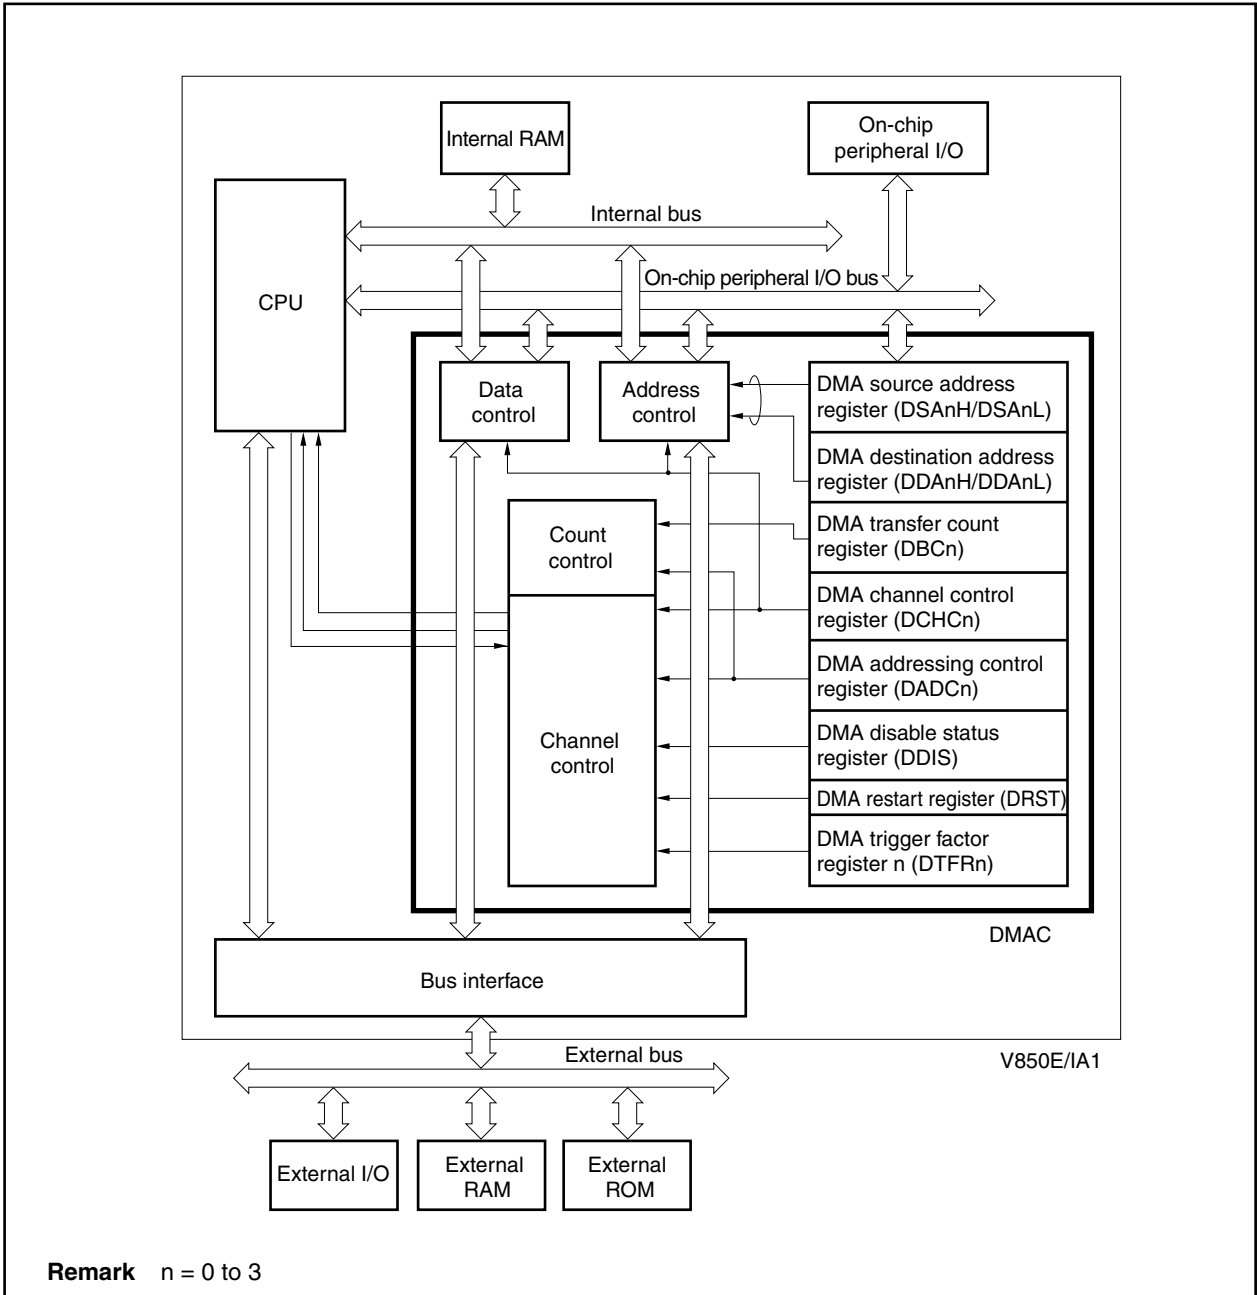 Internal RAM
On-chip
peripheral I/O
Internal bus
CPU
On-chip peripheral I/O bus
Data
control
Address
control
DMA source address
register (DSAnH/DSAnL)
DMA destination address
register (DDAnH/DDAnL)
Count
control
DMA transfer count
register (DBCn)
DMA channel control
register (DCHCn)
DMA addressing control
register (DADCn)
Channel
control
DMA disable status
register (DDIS)
DMA restart register (DRST)
DMA trigger factor
register n (DTFRn)
DMAC
Bus interface
External bus
V850E/IA1
External I/O
External
RAM
External
ROM
Remark n = 0 to 3